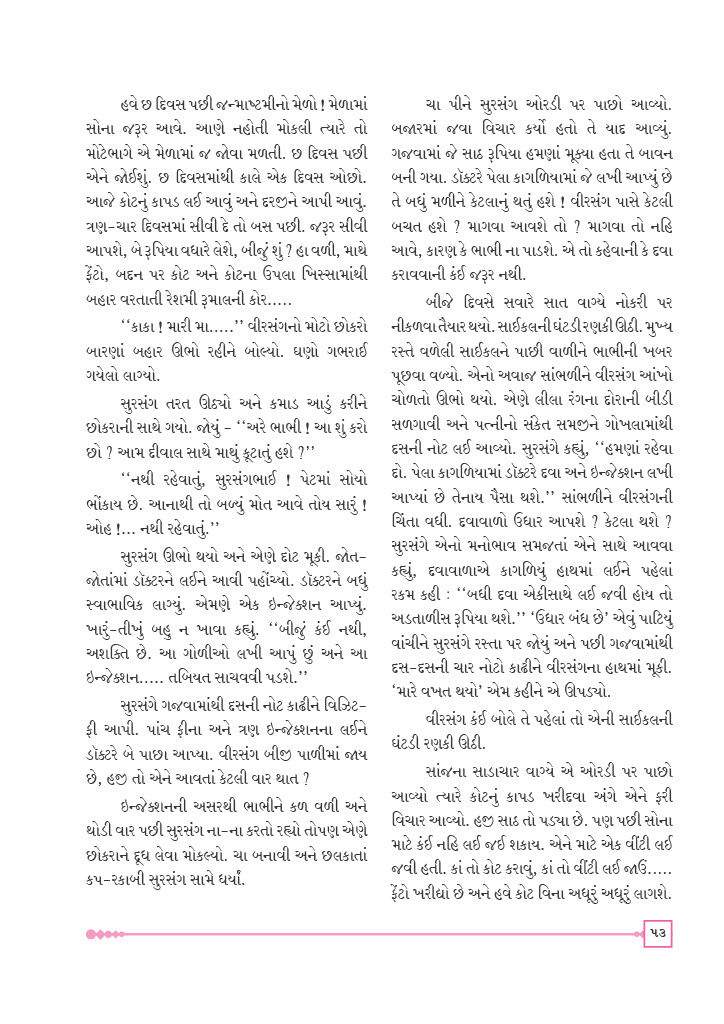 હવે છ દિવસ પછી જન્માષ્ટમીનો મેળો ! મેળામાં
સોના જરૂર આવે. આણે નહોતી મોકલી ત્યારે તો
મોટેભાગે એ મેળામાં જ જોવા મળતી. છ દિવસ પછી
એને જોઈશું. છ દિવસમાંથી કાલે એક દિવસ ઓછો.
આજે કોટનું કાપડ લઈ આવું અને દરજીને આપી આવું.
ત્રણ-ચાર દિવસમાં સીવી દે તો બસ પછી. જરૂર સીવી
આપશે, બે રૂપિયા વધારે લેશે, બીજું શું ? હા વળી, માથે
ફેંટો, બદન પર કોટ અને કોટના ઉપલા ખિસ્સામાંથી
બહાર વરતાતી રેશમી રૂમાલની કોર.....
‘‘કાકા ! મારી મા.....’’ વીરસંગનો મોટો છોકરો
બારણાં બહાર ઊભો રહીને બોલ્યો. ઘણો ગભરાઈ
ગયેલો લાગ્યો.
સુરસંગ તરત ઊઠ્યો અને કમાડ આડું કરીને
છોકરાની સાથે ગયો. જોયું - ‘‘અરે ભાભી ! આ શું કરો
છો ? આમ દીવાલ સાથે માથું કૂટાતું હશે ?’’
‘‘નથી રહેવાતું, સુરસંગભાઈ ! પેટમાં સોયો
ભોંકાય છે. આનાથી તો બળ્યું મોત આવે તોય સારું !
ઓહ !... નથી રહેવાતું.’’
સુરસંગ ઊભો થયો અને એણે દોટ મૂકી. જોત-
જોતાંમાં ડૉક્ટરને લઈને આવી પહોંચ્યો. ડૉક્ટરને બધું
સ્વાભાવિક લાગ્યું. એમણે એક ઇન્જેક્શન આપ્યું.
ખારું-તીખું બહુ ન ખાવા કહ્યું. ‘‘બીજું કંઈ નથી,
અશક્તિ છે. આ ગોળીઓ લખી આપું છું અને આ
ઇન્જેક્શન..... તબિયત સાચવવી પડશે.’’
સુરસંગે ગજવામાંથી દસની નોટ કાઢીને વિઝિટ-
ફી આપી. પાંચ ફીના અને ત્રણ ઇન્જેક્શનના લઈને
ડૉક્ટરે બે પાછા આપ્યા. વીરસંગ બીજી પાળીમાં જાય
છે, હજી તો એને આવતાં કેટલી વાર થાત ?
ઇન્જેક્શનની અસરથી ભાભીને કળ વળી અને
થોડી વાર પછી સુરસંગ ના-ના કરતો રહ્યો તોપણ એણે
છોકરાને દૂધ લેવા મોકલ્યો. ચા બનાવી અને છલકાતાં
કપ-રકાબી સુરસંગ સામે ધર્યાં.
ચા પીને સુરસંગ ઓરડી પર પાછો આવ્યો.
બજારમાં જવા વિચાર કર્યો હતો તે યાદ આવ્યું.
ગજવામાં જે સાઠ રૂપિયા હમણાં મૂક્યા હતા તે બાવન
બની ગયા. ડૉક્ટરે પેલા કાગળિયામાં જે લખી આપ્યું છે
તે બધું મળીને કેટલાનું થતું હશે ! વીરસંગ પાસે કેટલી
બચત હશે ? માગવા આવશે તો ? માગવા તો નહિ
આવે, કારણ કે ભાભી ના પાડશે. એ તો કહેવાની કે દવા
કરાવવાની કંઈ જરૂર નથી.
બીજે દિવસે સવારે સાત વાગ્યે નોકરી પર
નીકળવા તૈયાર થયો. સાઈકલની ઘંટડી રણકી ઊઠી. મુખ્ય
રસ્તે વળેલી સાઈકલને પાછી વાળીને ભાભીની ખબર
પૂછવા વળ્યો. એનો અવાજ સાંભળીને વીરસંગ આંખો
ચોળતો ઊભો થયો. એણે લીલા રંગના દોરાની બીડી
સળગાવી અને પત્નીનો સંકેત સમજીને ગોખલામાંથી
દસની નોટ લઈ આવ્યો. સુરસંગે કહ્યું, ‘‘હમણાં રહેવા
દો. પેલા કાગળિયામાં ડૉક્ટરે દવા અને ઇન્જેક્શન લખી
આપ્યાં છે તેનાય પૈસા થશે.’’ સાંભળીને વીરસંગની
ચિંતા વધી. દવાવાળો ઉધાર આપશે ? કેટલા થશે ?
સુરસંગે એનો મનોભાવ સમજતાં એને સાથે આવવા
કહ્યું, દવાવાળાએ કાગળિયું હાથમાં લઈને પહેલાં
રકમ કહી : ‘‘બધી દવા એકીસાથે લઈ જવી હોય તો
અડતાળીસ રૂપિયા થશે.’’ ‘ઉધાર બંધ છે’ એવું પાટિયું
વાંચીને સુરસંગે રસ્તા પર જોયું અને પછી ગજવામાંથી
દસ-દસની ચાર નોટો કાઢીને વીરસંગના હાથમાં મૂકી.
‘મારે વખત થયો’ એમ કહીને એ ઊપડ્યો.
વીરસંગ કંઈ બોલે તે પહેલાં તો એની સાઈકલની
ઘંટડી રણકી ઊઠી.
સાંજના સાડાચાર વાગ્યે એ ઓરડી પર પાછો
આવ્યો ત્યારે કોટનું કાપડ ખરીદવા અંગે એને ફરી
વિચાર આવ્યો. હજી સાઠ તો પડ્યા છે. પણ પછી સોના
માટે કંઈ નહિ લઈ જઈ શકાય. એને માટે એક વીંટી લઈ
જવી હતી. કાં તો કોટ કરાવું, કાં તો વીંટી લઈ જાઉં.....
ફેંટો ખરીદ્યો છે અને હવે કોટ વિના અધૂરું અધૂરું લાગશે.
૫૩